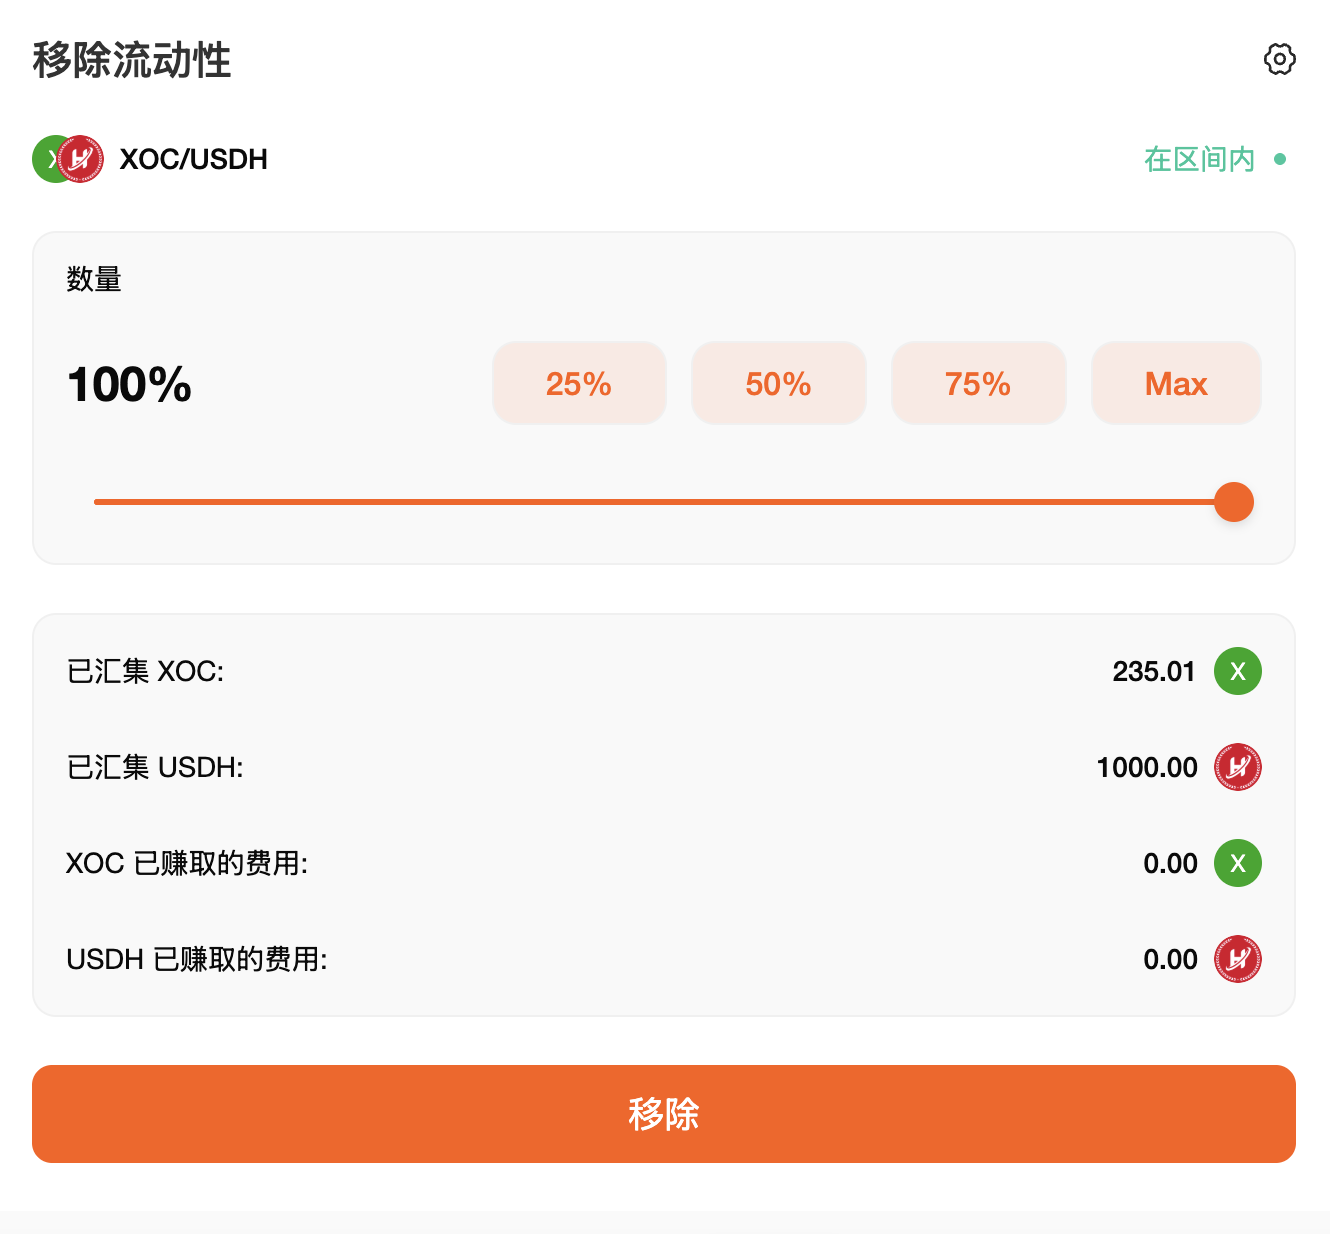 移除流动性
XOC/USDH
在区间内
数量
100%
25%
50%
75%
Max
已汇集 XOC:
235.01
X
已汇集 USDH:
1000.00
XOC 已赚取的费用:
0.00
X
USDH 已赚取的费用:
0.00
移除